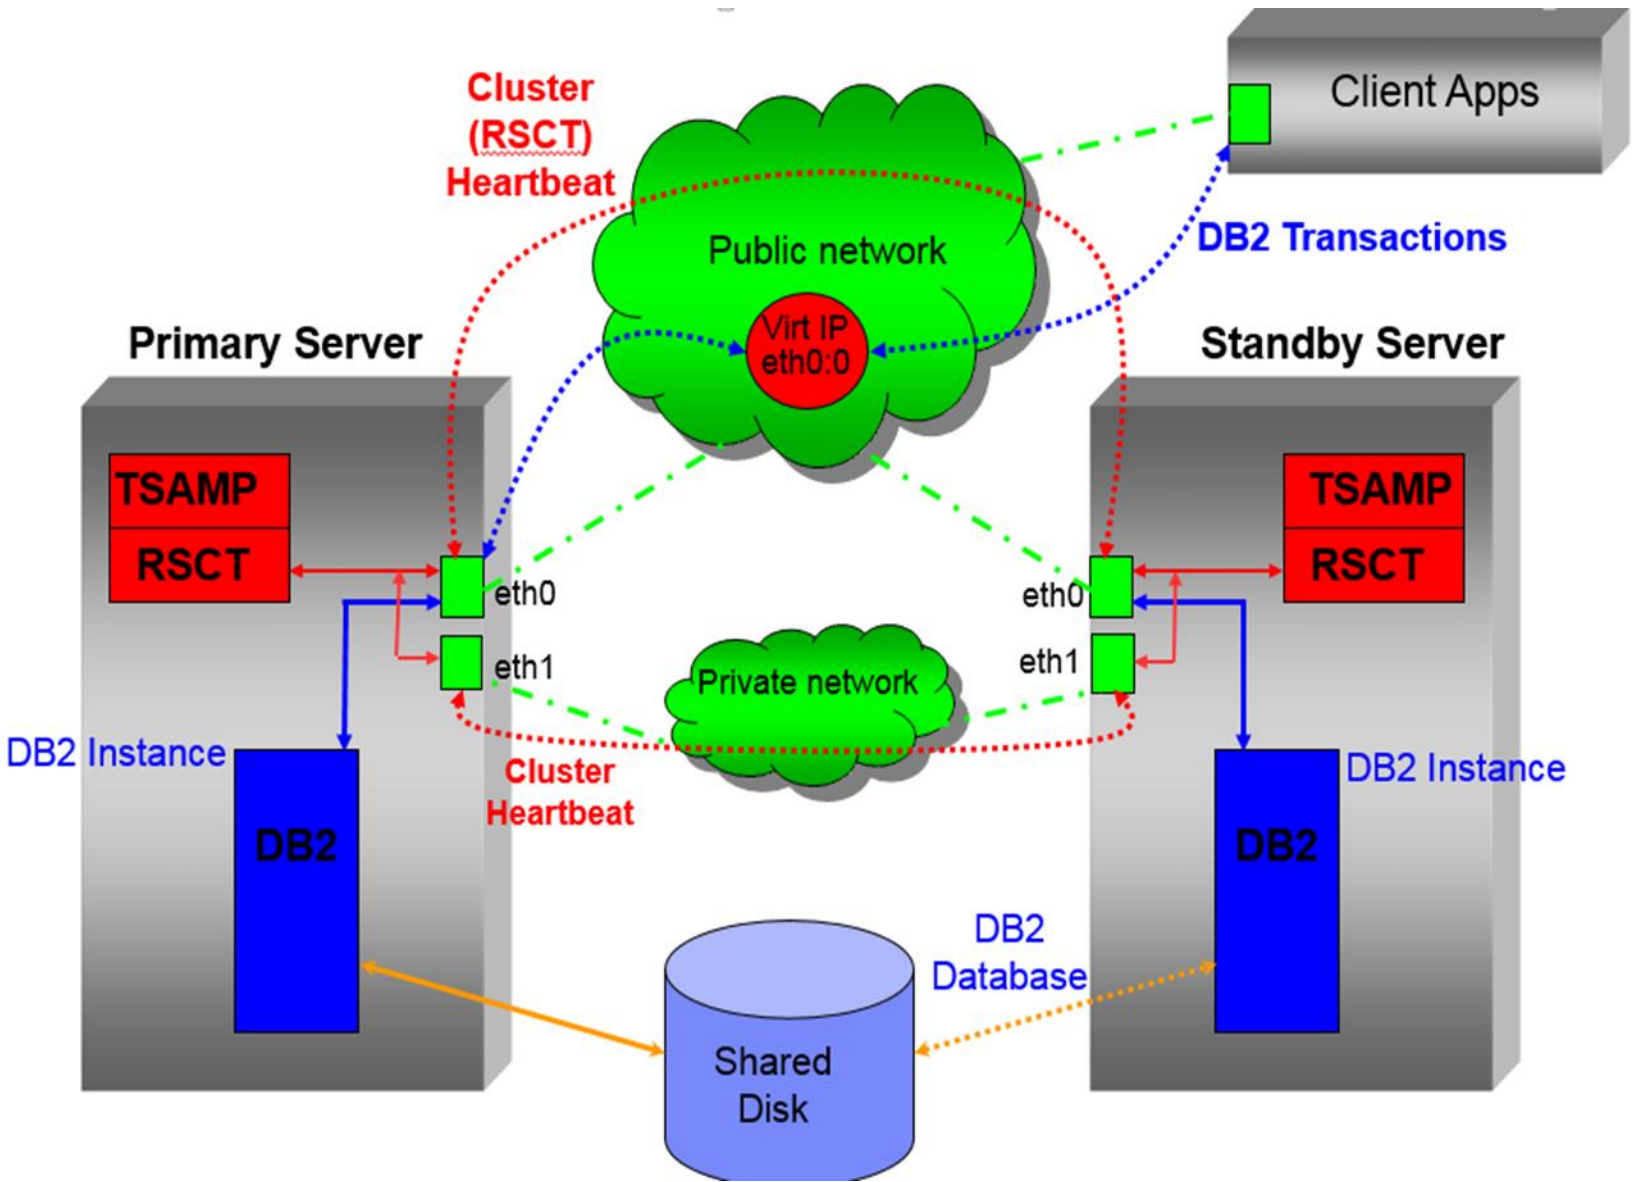 Client Apps
Cluster
(RSCT)
Heartbeat
DB2 Transactions
Public network
Virt IP
eth0:0
Primary Server
Standby Server
TSAMP
RSCT
TSAMP
RSCT
eth0
eth1
eth0
eth1
Private network
Cluster
Heartbeat
DB2 Instance
DB2
DB2 Instance
DB2
DB2
Database
Shared
Disk